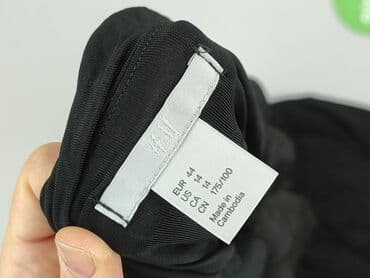 H&M
EUR 44
US 14
CA 14
CN 175/100
Made in
Cambodia